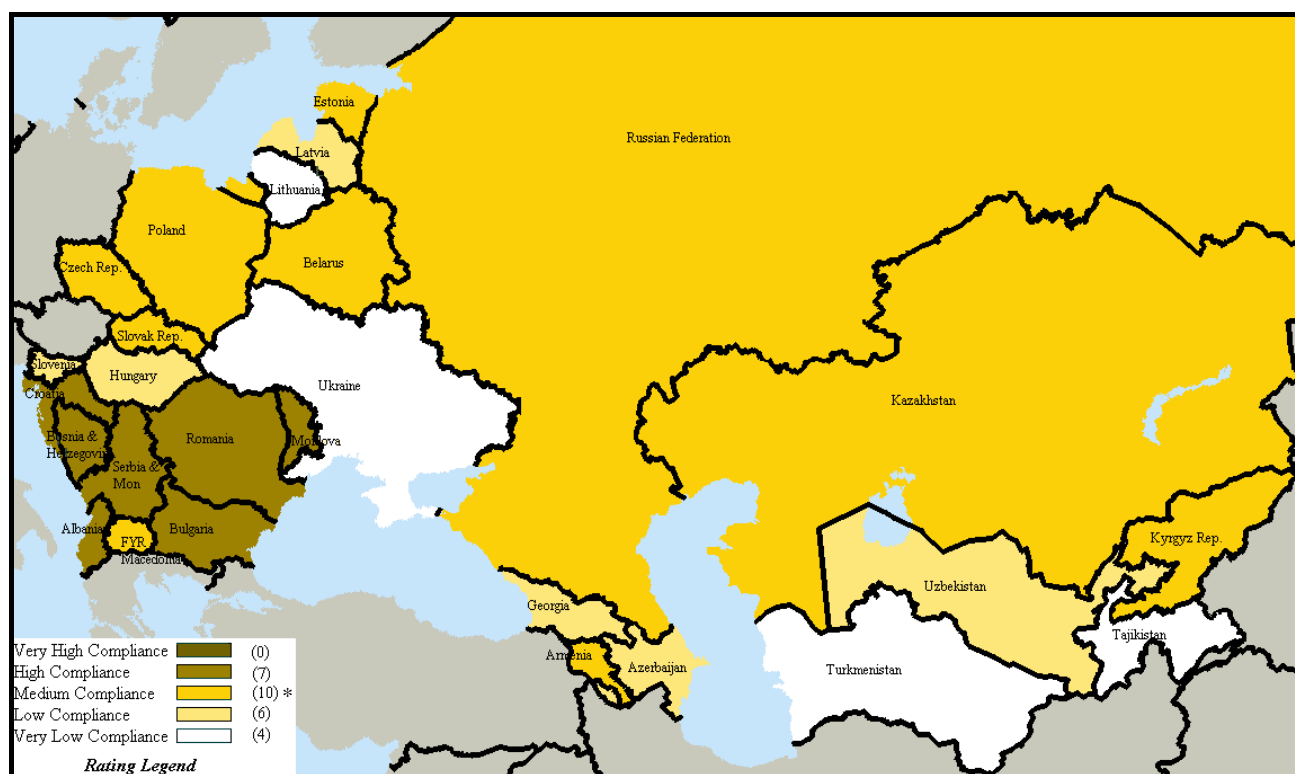 Estonia
Russian Federation
Latvia
Lithuania
Poland
Belarus
Czech Rep.
Slovak Rep.
Slovenia
Hungary
Ukraine
Croatia
Kazakhstan
Bosnia &
Herzegovin
Romania
Moldova
Serbia &
Mon
Albania
Bulgaria
FYR
Macedonia
Kyrgyz Rep.
Uzbekistan
Georgia
Tajikistan
Armenia
Azerbaijan
Turkmenistan
Very High Compliance (0)
High Compliance (7)
Medium Compliance (10) *
Low Compliance (6)
Very Low Compliance (4)
Rating Legend